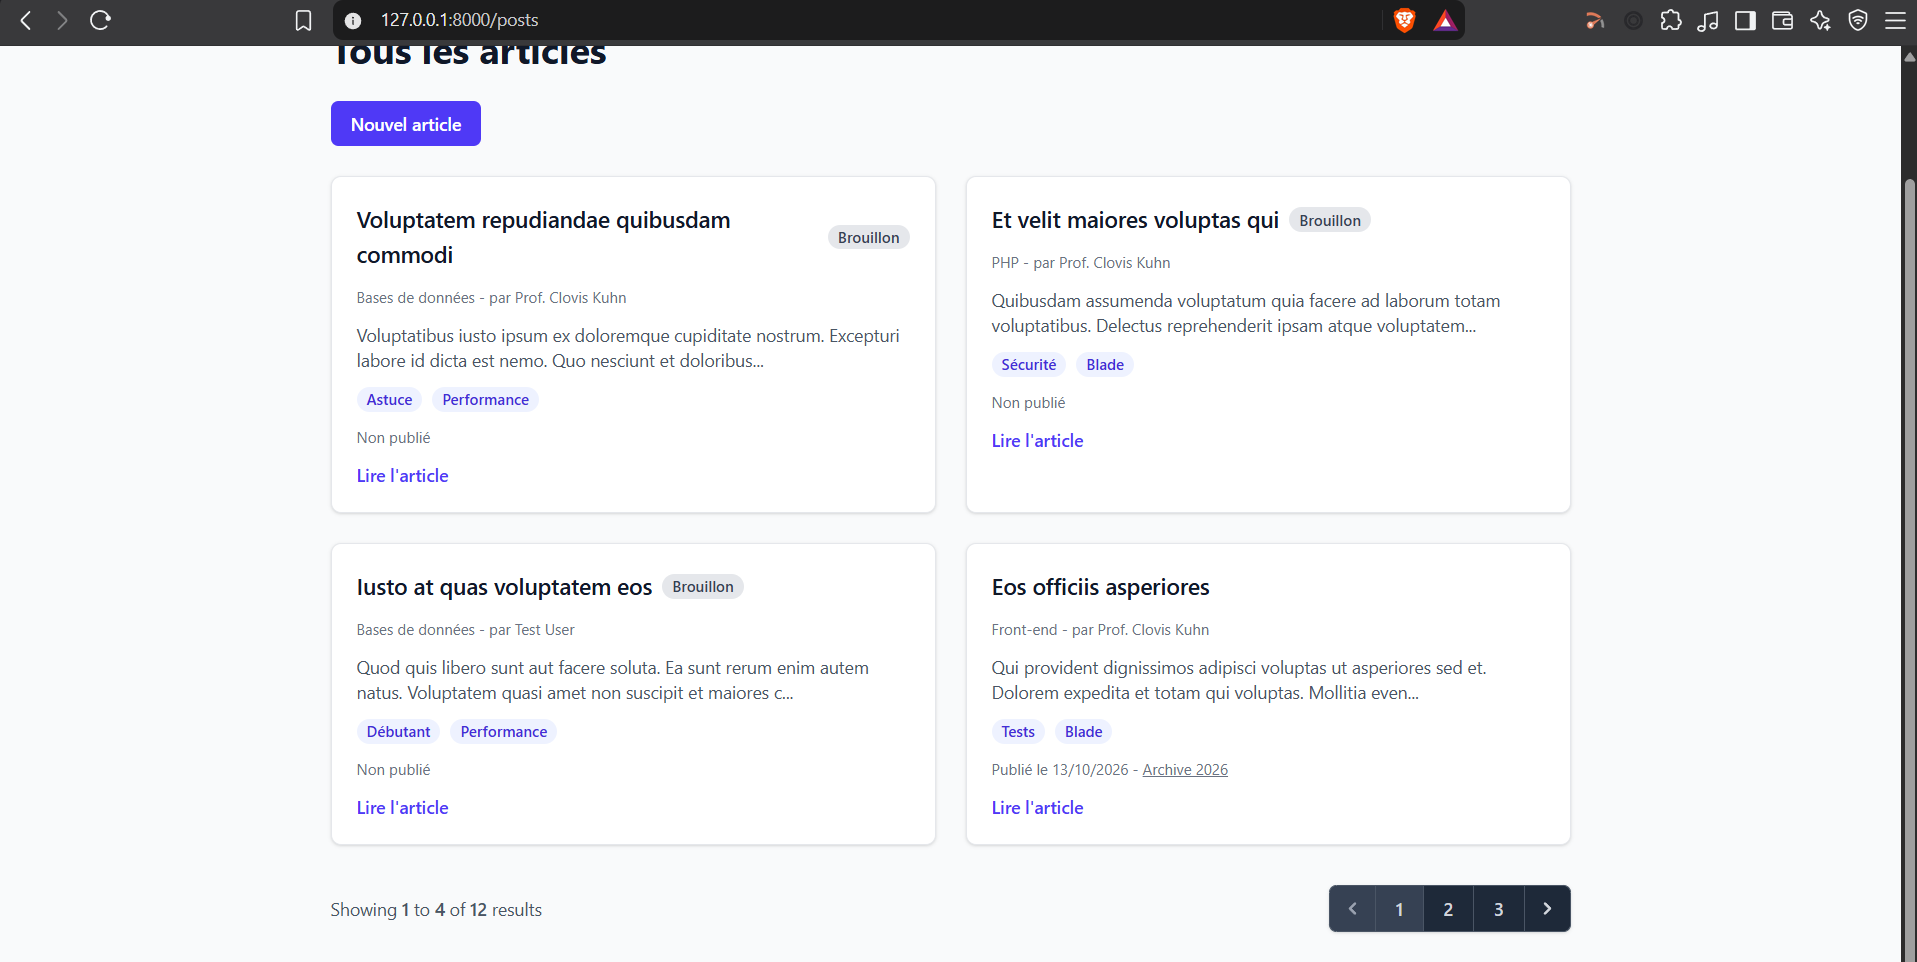 127.0.0.1:8000/posts
Tous les articles
Nouvel article
Voluptatem repudiandae quibusdam
commodi
Brouillon
Bases de données - par Prof. Clovis Kuhn
Voluptatibus iusto ipsum ex doloremque cupiditate nostrum. Excepturi
labore id dicta est nemo. Quo nesciunt et doloribus...
Astuce Performance
Non publié
Lire l'article
Et velit maiores voluptas qui Brouillon
PHP - par Prof. Clovis Kuhn
Quibusdam assumenda voluptatum quia facere ad laborum totam
voluptatibus. Delectus reprehenderit ipsam atque voluptatem...
Sécurité Blade
Non publié
Lire l'article
Iusto at quas voluptatem eos Brouillon
Bases de données - par Test User
Quod quis libero sunt aut facere soluta. Ea sunt rerum enim autem
natus. Voluptatem quasi amet non suscipit et maiores c...
Débutant Performance
Non publié
Lire l'article
Eos officiis asperiores
Front-end - par Prof. Clovis Kuhn
Qui provident dignissimos adipisci voluptas ut asperiores sed et.
Dolorem expedita et totam qui voluptas. Mollitia even...
Tests Blade
Publié le 13/10/2026 - Archive 2026
Lire l'article
Showing 1 to 4 of 12 results
1 2 3